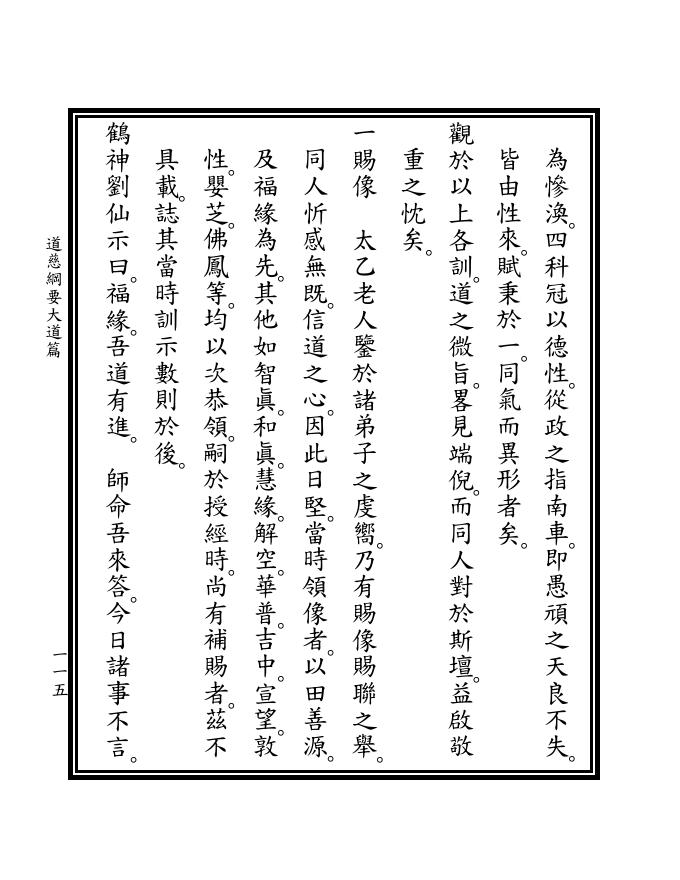 為慘渙。四科冠以德性。從政之指南車。即愚頑之天良不失。
皆由性來。賦秉於一。同氣而異形者矣。
觀於以上各訓。道之微旨。畧見端倪。而同人對於斯壇。益啟敬
重之忱矣。
一賜像　太乙老人鑒於諸弟子之虔嚮。乃有賜像賜聯之舉。
同人忻感無既。信道之心。因此日堅。當時領像者。以田善源。
及福緣為先。其他如智眞。和眞。慧緣。解空。華普。吉中。宣望。敦
性。嬰芝。佛鳳等。均以次恭領。嗣於授經時。尚有補賜者。茲不
具載。誌其當時訓示數則於後。
鶴神劉仙示曰。福緣。吾道有進。　師命吾來答。今日諸事不言。
道慈綱要大道篇
一一五